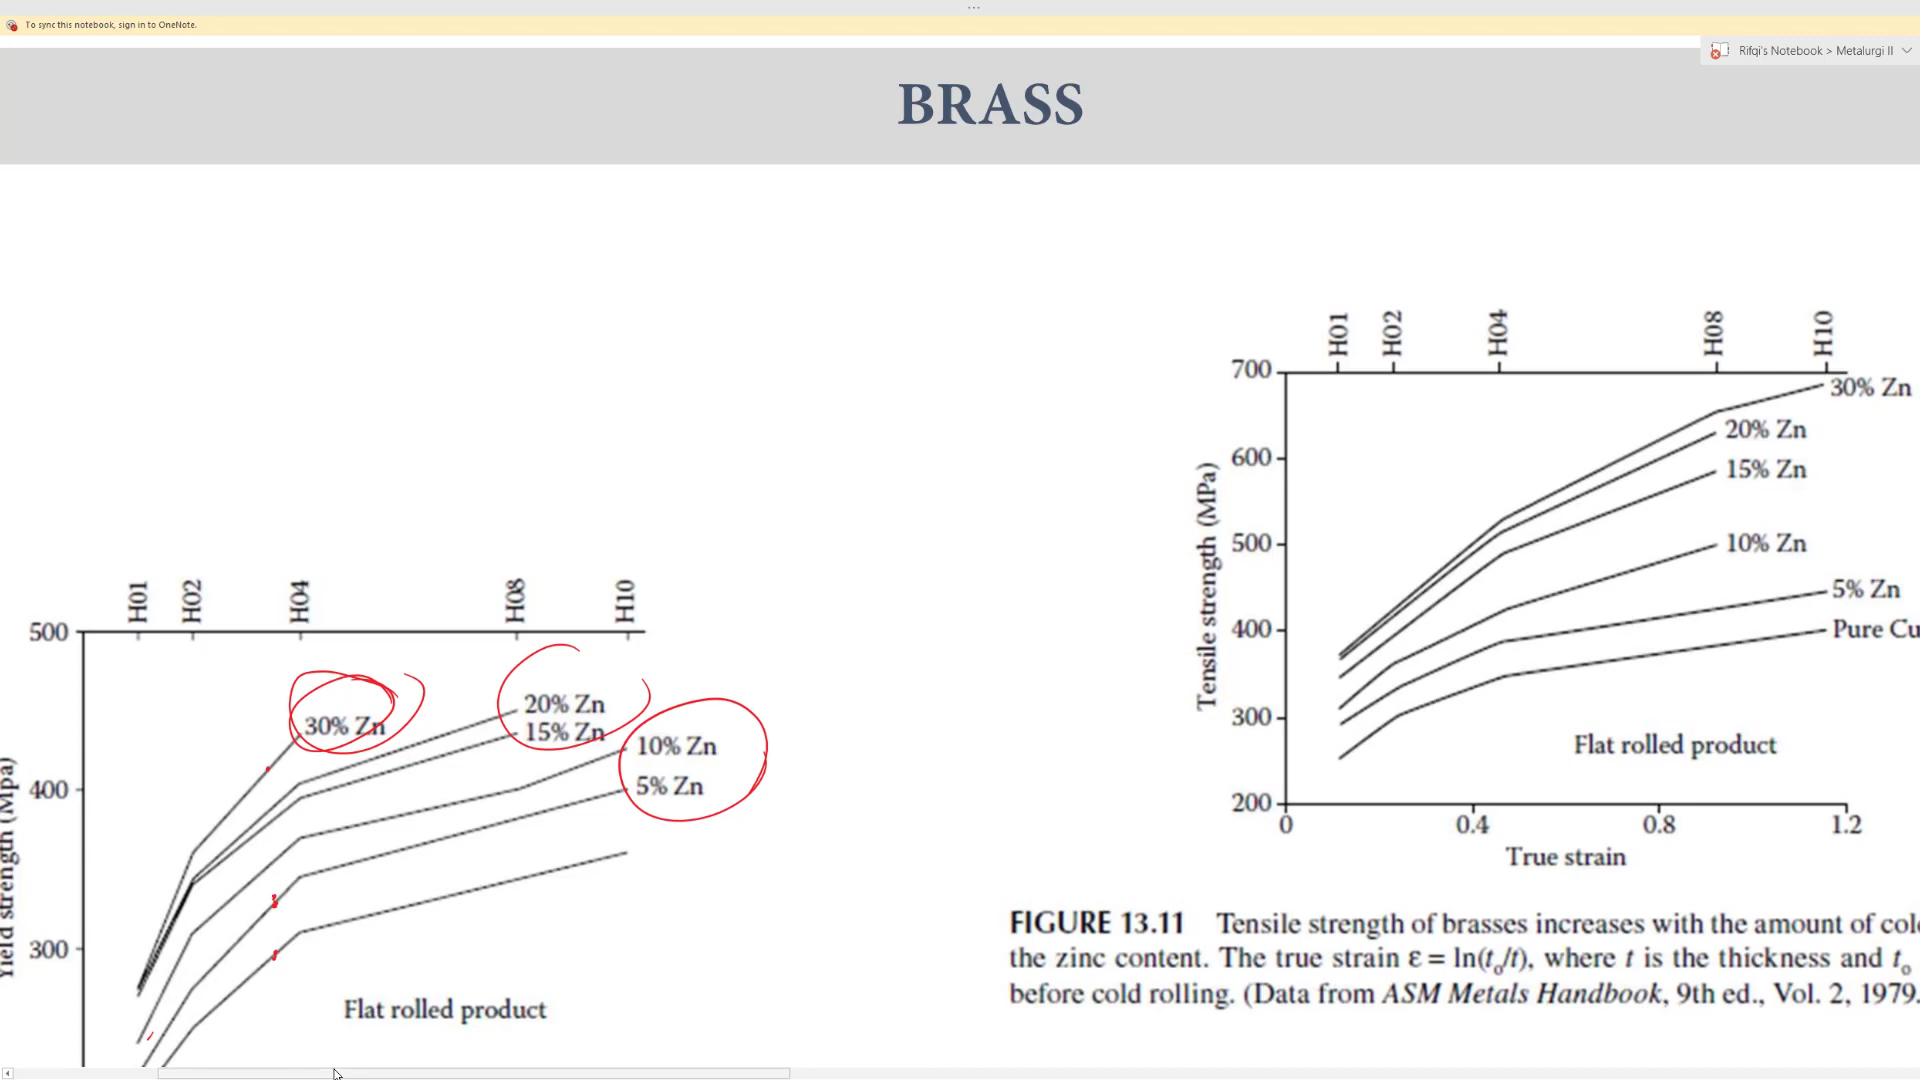 To sync this notebook, sign in to OneNote.
Rifqi's Notebook > Metalurgi II
BRASS
H01 H02 H04 H08 H10
500
400
300
Yield strength (Mpa)
30% Zn
20% Zn
15% Zn
10% Zn
5% Zn
Flat rolled product
H01 H02 H04 H08 H10
700
600
500
400
300
200
Tensile strength (MPa)
30% Zn
20% Zn
15% Zn
10% Zn
5% Zn
Pure Cu
Flat rolled product
0 0.4 0.8 1.2
True strain
FIGURE 13.11 Tensile strength of brasses increases with the amount of col
the zinc content. The true strain ε = ln(to/t), where t is the thickness and to
before cold rolling. (Data from ASM Metals Handbook, 9th ed., Vol. 2, 1979.